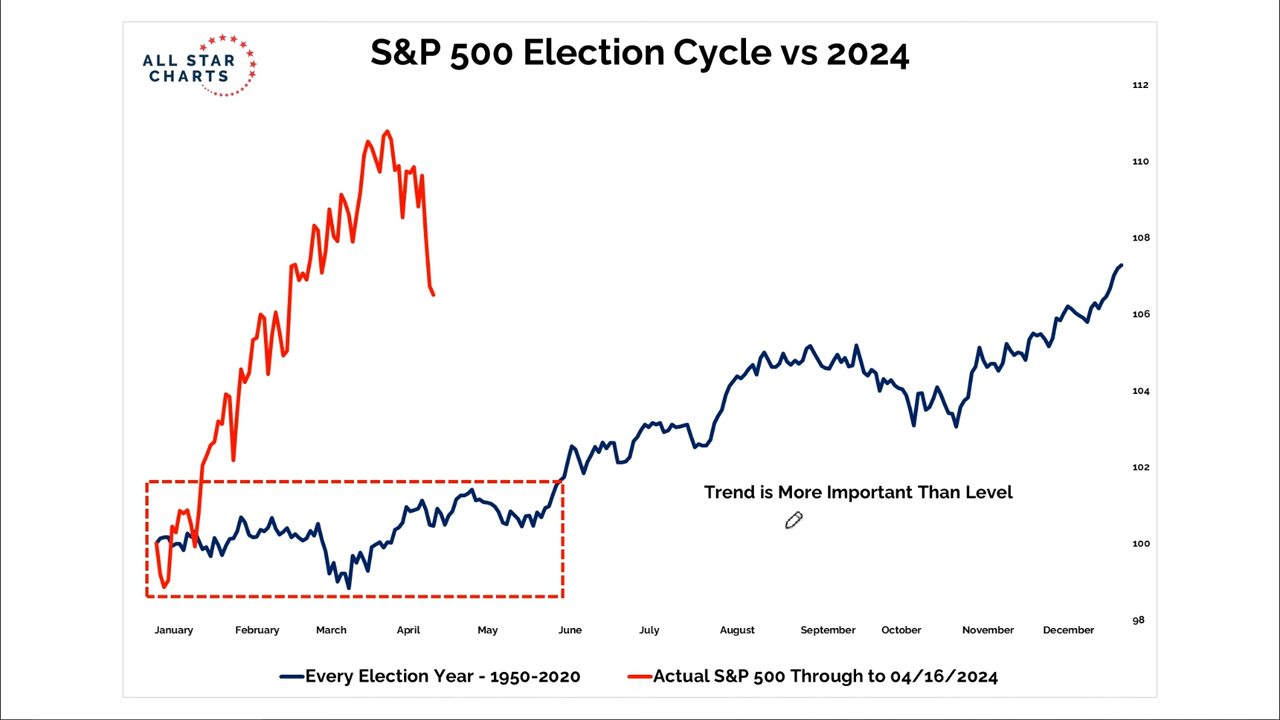 ALL STAR
CHARTS
S&P 500 Election Cycle vs 2024
112
110
108
106
104
102
Trend is More Important Than Level
100
98
January February March April May June July August September October November December
Every Election Year - 1950-2020 Actual S&P 500 Through to 04/16/2024